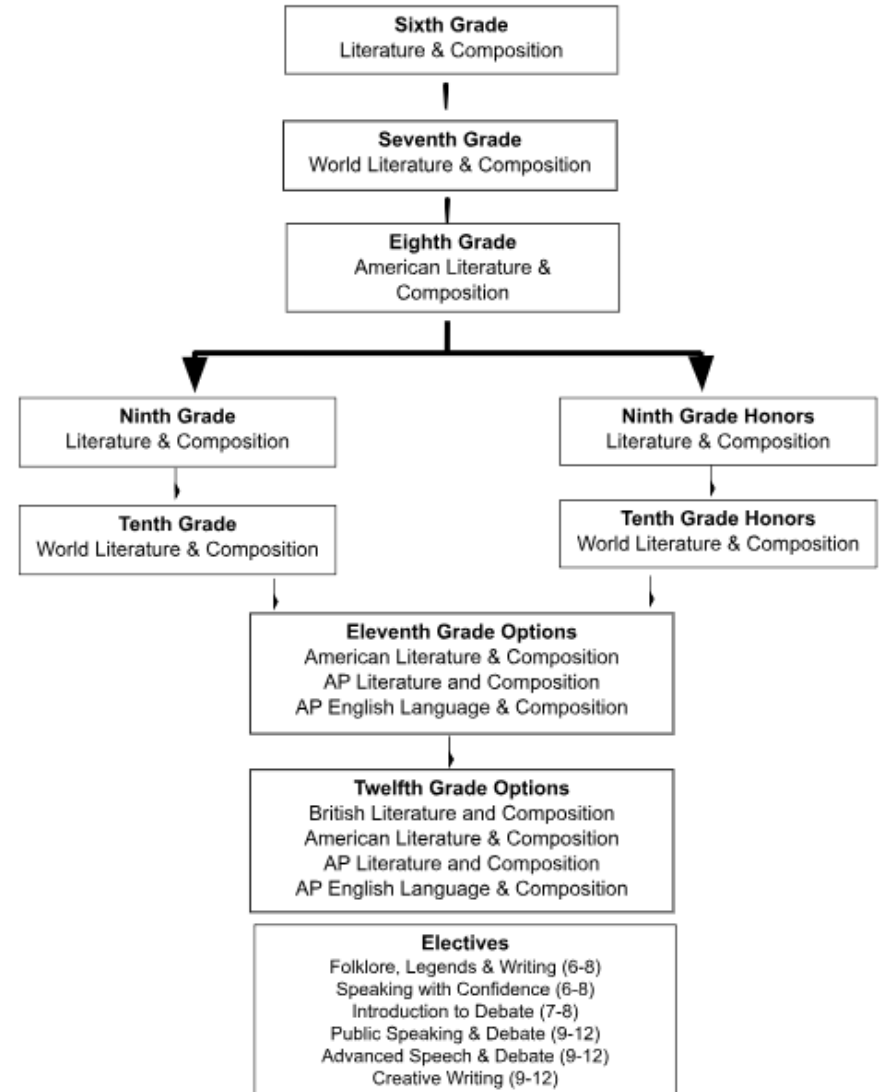 Sixth Grade
Literature & Composition
Seventh Grade
World Literature & Composition
Eighth Grade
American Literature &
Composition
Ninth Grade
Literature & Composition
Ninth Grade Honors
Literature & Composition
Tenth Grade
World Literature & Composition
Tenth Grade Honors
World Literature & Composition
Eleventh Grade Options
American Literature & Composition
AP Literature and Composition
AP English Language & Composition
Twelfth Grade Options
British Literature and Composition
American Literature & Composition
AP Literature and Composition
AP English Language & Composition
Electives
Folklore, Legends & Writing (6-8)
Speaking with Confidence (6-8)
Introduction to Debate (7-8)
Public Speaking & Debate (9-12)
Advanced Speech & Debate (9-12)
Creative Writing (9-12)